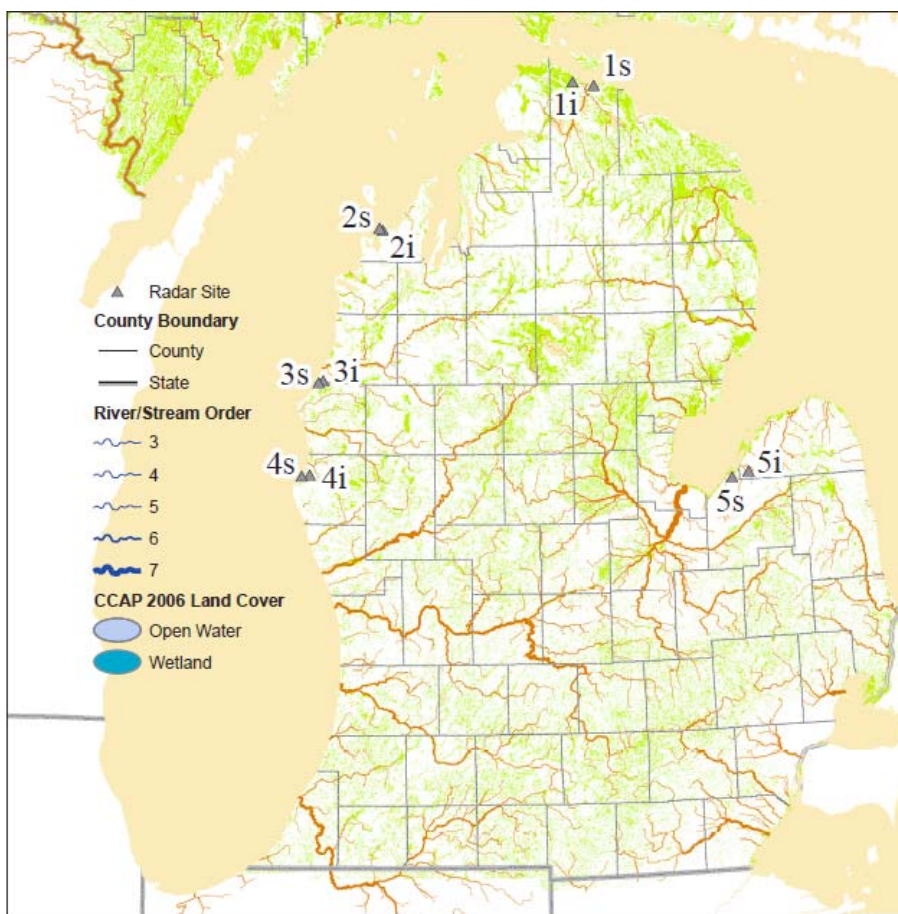 1s
1i
2s
2i
Radar Site
County Boundary
County
State
3s 3i
River/Stream Order
3
4
4s 4i
5
5i
5s
6
7
CCAP 2006 Land Cover
Open Water
Wetland